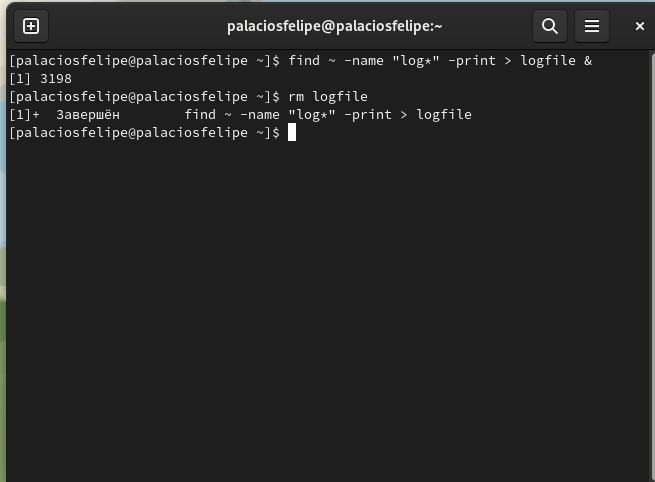 palaciosfelipe@palaciosfelipe:~
[palaciosfelipe@palaciosfelipe ~]$ find ~ -name "log*" -print > logfile &
[1] 3198
[palaciosfelipe@palaciosfelipe ~]$ rm logfile
[1]+  Завершён        find ~ -name "log*" -print > logfile
[palaciosfelipe@palaciosfelipe ~]$